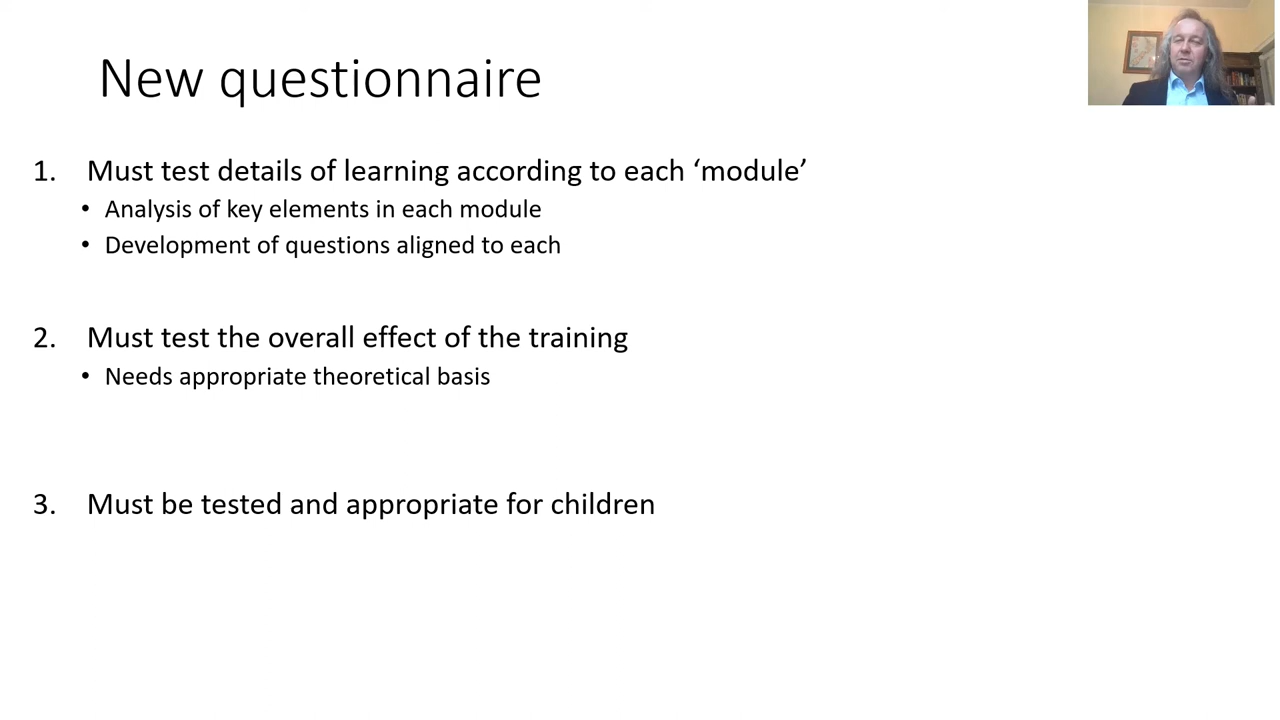 New questionnaire
1. Must test details of learning according to each ‘module’
• Analysis of key elements in each module
• Development of questions aligned to each
2. Must test the overall effect of the training
• Needs appropriate theoretical basis
3. Must be tested and appropriate for children